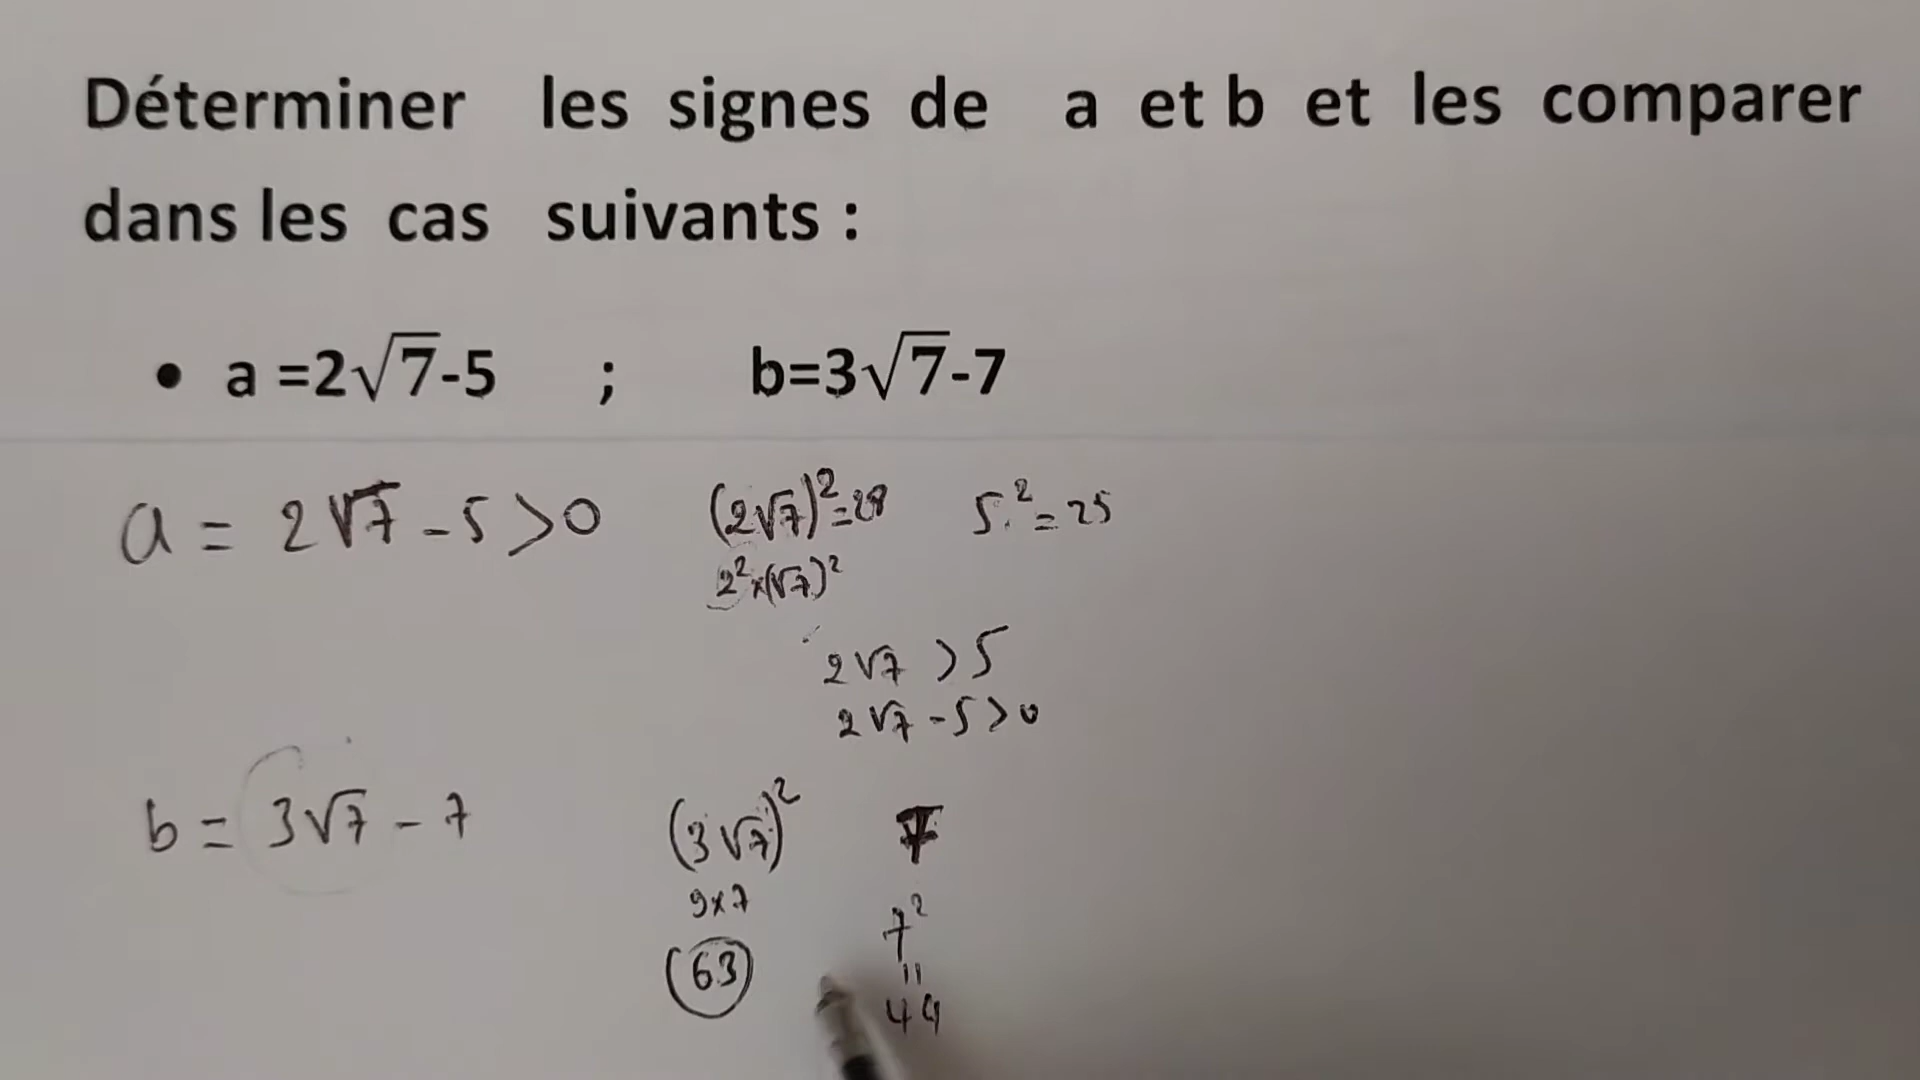 Déterminer les signes de a et b et les comparer
dans les cas suivants :
• a =2√7-5 ; b=3√7-7
a = 2√7 - 5 > 0 (2√7)²=28 5²=25
2²×(√7)²
2√7 > 5
2√7 - 5 > 0
b = 3√7 - 7 (3√7)² 7
9×7 7²
63 =
49